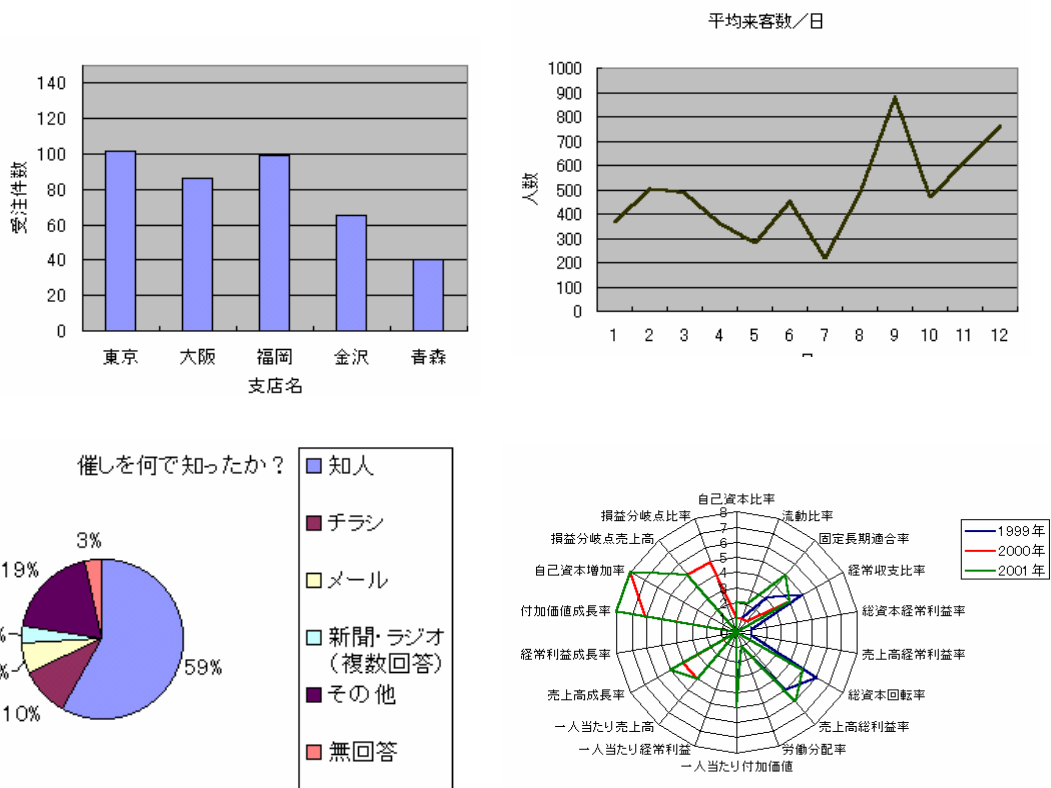 140
120
100
80
60
40
20
0
受注件数
東京 大阪 福岡 金沢 青森
支店名
平均来客数／日
1000
900
800
700
600
500
400
300
200
100
0
人数
1 2 3 4 5 6 7 8 9 10 11 12
催しを何で知ったか？
3%
19%
59%
10%
知人
チラシ
メール
新聞・ラジオ
（複数回答）
その他
無回答
自己資本比率
流動比率
固定長期適合率
経常収支比率
総資本経常利益率
売上高経常利益率
総資本回転率
売上高総利益率
労働分配率
一人当たり付加価値
一人当たり経常利益
一人当たり売上高
売上高成長率
経常利益成長率
付加価値成長率
自己資本増加率
損益分岐点売上高
損益分岐点比率
8
7
6
5
4
3
2
1999年
2000年
2001年